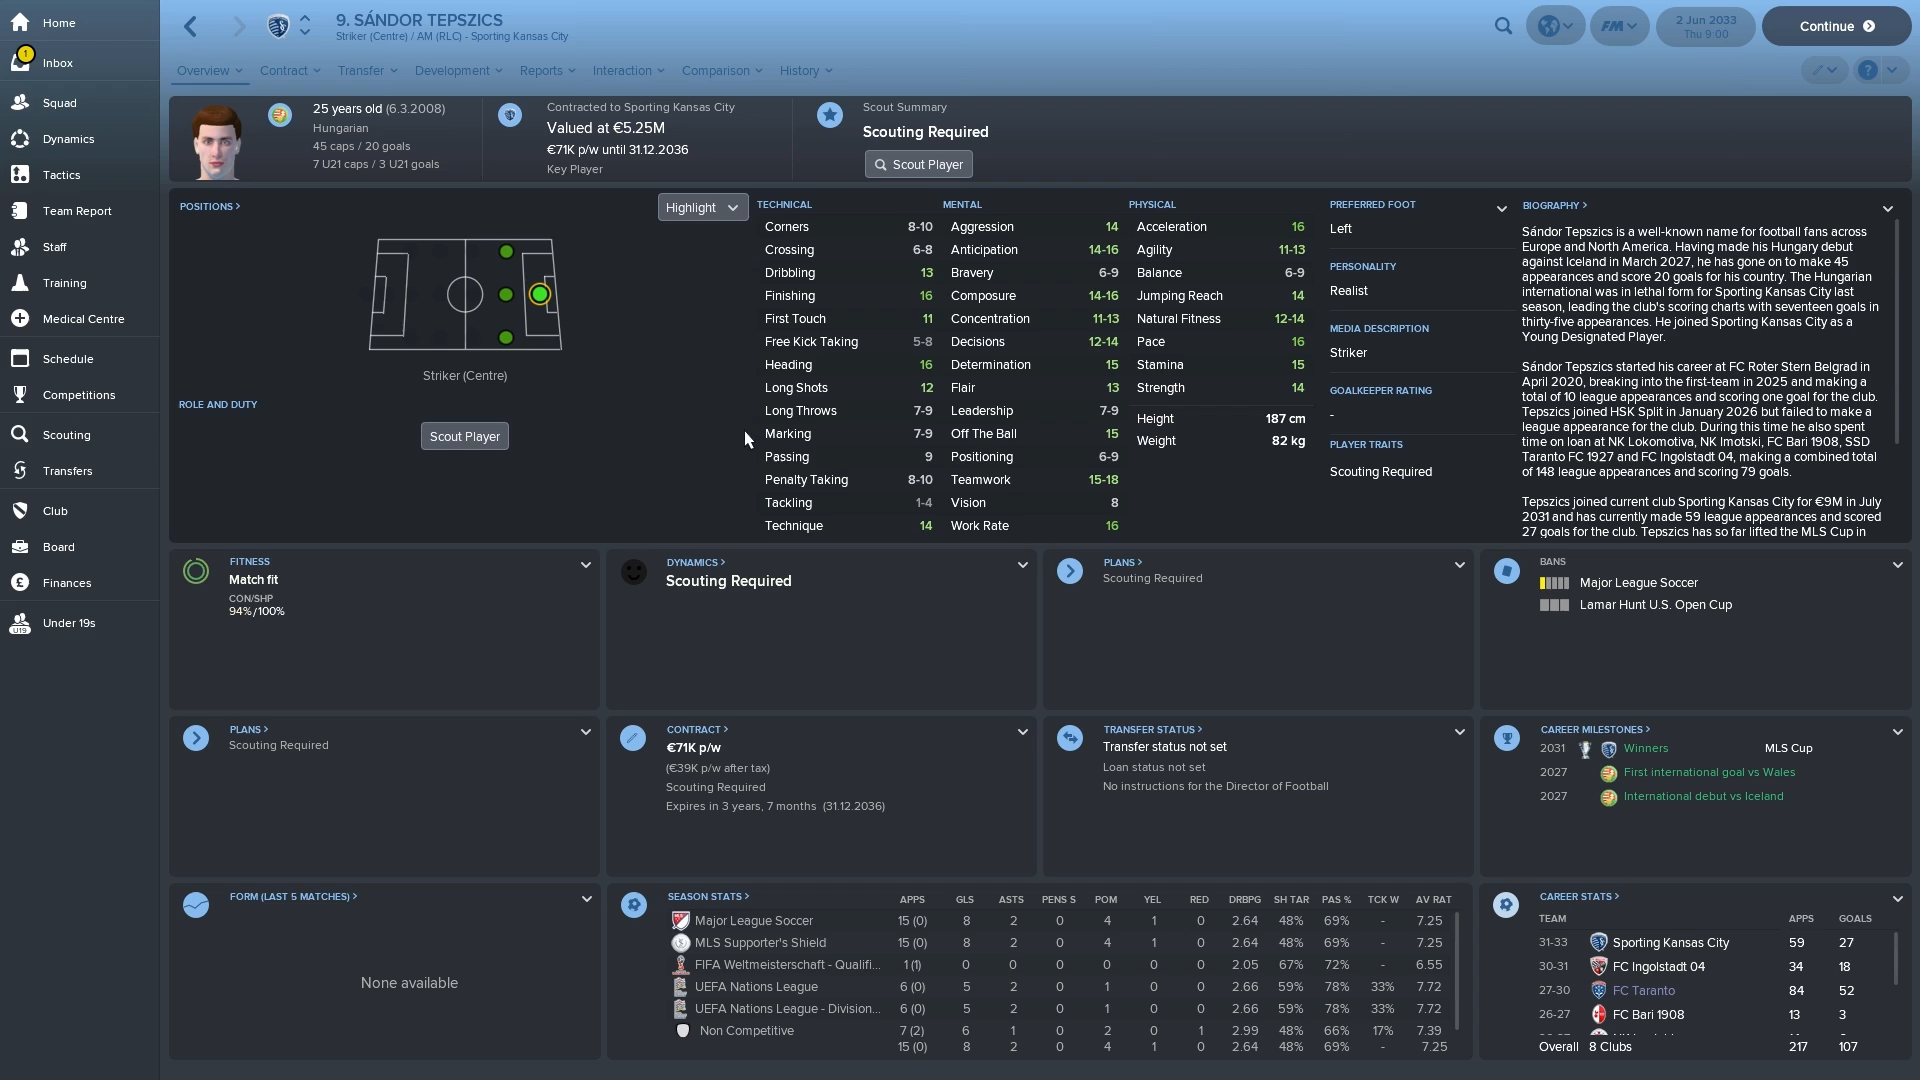 Home
1
Inbox
Squad
Dynamics
Tactics
Team Report
Staff
Training
Medical Centre
Schedule
Competitions
Scouting
Transfers
Club
Board
Finances
U19
Under 19s
9. SÁNDOR TEPSZICS
Striker (Centre) / AM (RLC) - Sporting Kansas City
FM
2 Jun 2033
Thu 9:00
Continue
Overview Contract Transfer Development Reports Interaction Comparison History
?
25 years old (6.3.2008)
Hungarian
45 caps / 20 goals
7 U21 caps / 3 U21 goals
Contracted to Sporting Kansas City
Valued at €5.25M
€71K p/w until 31.12.2036
Key Player
Scout Summary
Scouting Required
Scout Player
POSITIONS >
Highlight
Striker (Centre)
ROLE AND DUTY
Scout Player
TECHNICAL
Corners 8-10
Crossing 6-8
Dribbling 13
Finishing 16
First Touch 11
Free Kick Taking 5-8
Heading 16
Long Shots 12
Long Throws 7-9
Marking 7-9
Passing 9
Penalty Taking 8-10
Tackling 1-4
Technique 14
MENTAL
Aggression 14
Anticipation 14-16
Bravery 6-9
Composure 14-16
Concentration 11-13
Decisions 12-14
Determination 15
Flair 13
Leadership 7-9
Off The Ball 15
Positioning 6-9
Teamwork 15-18
Vision 8
Work Rate 16
PHYSICAL
Acceleration 16
Agility 11-13
Balance 6-9
Jumping Reach 14
Natural Fitness 12-14
Pace 16
Stamina 15
Strength 14
Height 187 cm
Weight 82 kg
PREFERRED FOOT
Left
PERSONALITY
Realist
MEDIA DESCRIPTION
Striker
GOALKEEPER RATING
-
PLAYER TRAITS
Scouting Required
BIOGRAPHY >
Sándor Tepszics is a well-known name for football fans across
Europe and North America. Having made his Hungary debut
against Iceland in March 2027, he has gone on to make 45
appearances and score 20 goals for his country. The Hungarian
international was in lethal form for Sporting Kansas City last
season, leading the club's scoring charts with seventeen goals in
thirty-five appearances. He joined Sporting Kansas City as a
Young Designated Player.
Sándor Tepszics started his career at FC Roter Stern Belgrad in
April 2020, breaking into the first-team in 2025 and making a
total of 10 league appearances and scoring one goal for the club.
Tepszics joined HSK Split in January 2026 but failed to make a
league appearance for the club. During this time he also spent
time on loan at NK Lokomotiva, NK Imotski, FC Bari 1908, SSD
Taranto FC 1927 and FC Ingolstadt 04, making a combined total
of 148 league appearances and scoring 79 goals.
Tepszics joined current club Sporting Kansas City for €9M in July
2031 and has currently made 59 league appearances and scored
27 goals for the club. Tepszics has so far lifted the MLS Cup in
FITNESS
Match fit
CON/SHP
94%/100%
DYNAMICS >
Scouting Required
PLANS >
Scouting Required
BANS
Major League Soccer
Lamar Hunt U.S. Open Cup
PLANS >
Scouting Required
CONTRACT >
€71K p/w
(€39K p/w after tax)
Scouting Required
Expires in 3 years, 7 months (31.12.2036)
TRANSFER STATUS >
Transfer status not set
Loan status not set
No instructions for the Director of Football
CAREER MILESTONES >
2031 Winners MLS Cup
2027 First international goal vs Wales
2027 International debut vs Iceland
FORM (LAST 5 MATCHES) >
None available
SEASON STATS > APPS GLS ASTS PENS S POM YEL RED DRBPG SH TAR PAS % TCK W AV RAT
Major League Soccer 15 (0) 8 2 0 4 1 0 2.64 48% 69% - 7.25
MLS Supporter's Shield 15 (0) 8 2 0 4 1 0 2.64 48% 69% - 7.25
FIFA Weltmeisterschaft - Qualifi... 1 (1) 0 0 0 0 0 0 2.05 67% 72% - 6.55
UEFA Nations League 6 (0) 5 2 0 1 0 0 2.66 59% 78% 33% 7.72
UEFA Nations League - Division... 6 (0) 5 2 0 1 0 0 2.66 59% 78% 33% 7.72
Non Competitive 7 (2) 6 1 0 2 0 1 2.99 48% 66% 17% 7.39
15 (0) 8 2 0 4 1 0 2.64 48% 69% - 7.25
CAREER STATS >
TEAM APPS GOALS
31-33 Sporting Kansas City 59 27
30-31 FC Ingolstadt 04 34 18
27-30 FC Taranto 84 52
26-27 FC Bari 1908 13 3
Overall 8 Clubs 217 107